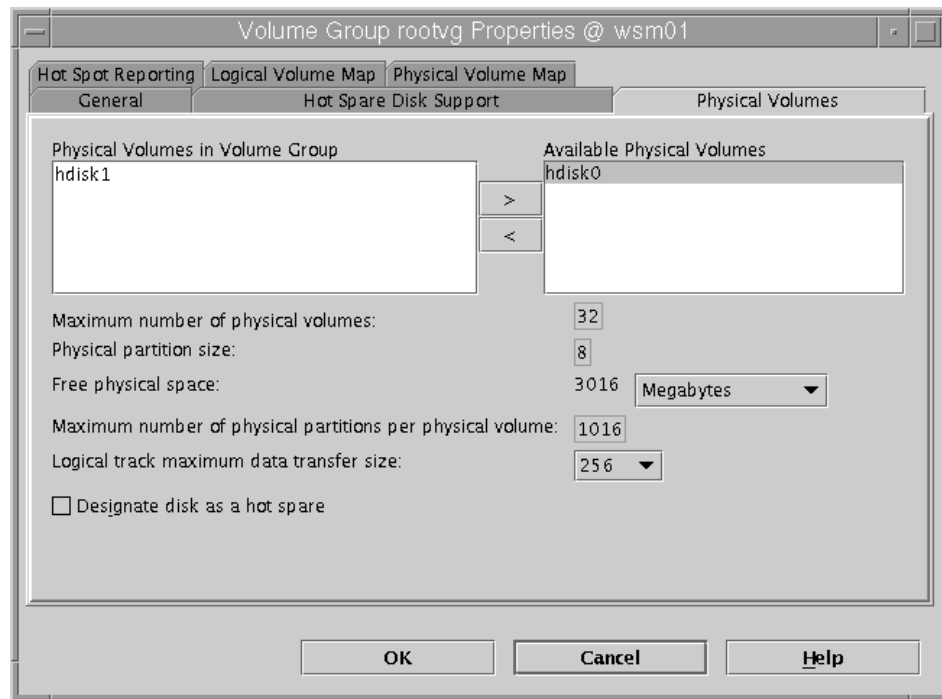 Volume Group rootvg Properties @ wsm01
Hot Spot Reporting Logical Volume Map Physical Volume Map
General Hot Spare Disk Support Physical Volumes
Physical Volumes in Volume Group Available Physical Volumes
hdisk1 hdisk0
>
<
Maximum number of physical volumes: 32
Physical partition size: 8
Free physical space: 3016 Megabytes
Maximum number of physical partitions per physical volume: 1016
Logical track maximum data transfer size: 256
Designate disk as a hot spare
OK Cancel Help